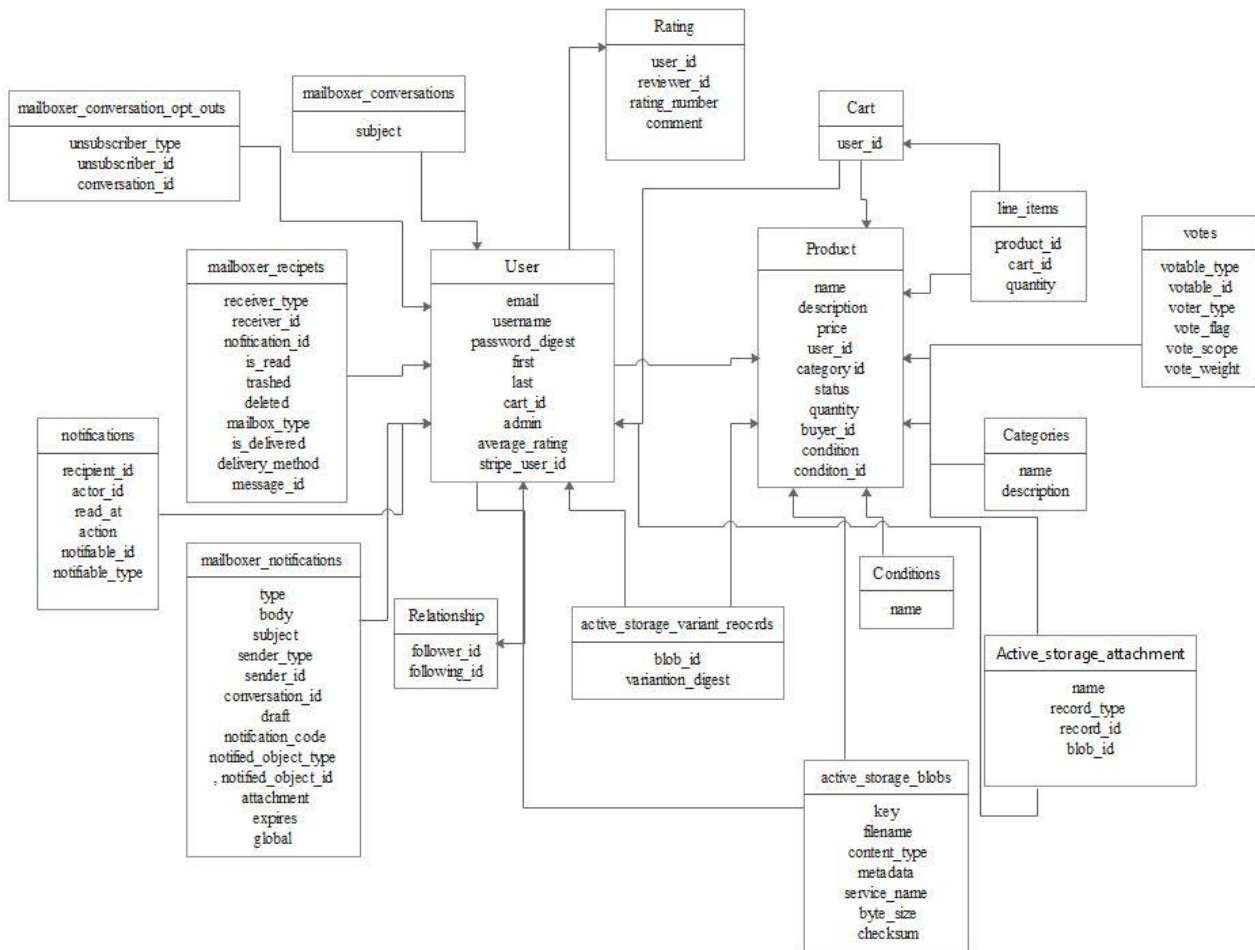 Rating
user_id
reviewer_id
rating_number
comment
mailboxer_conversations
subject
mailboxer_conversation_opt_outs
unsubscriber_type
unsubscriber_id
conversation_id
Cart
user_id
line_items
product_id
cart_id
quantity
votes
votable_type
votable_id
voter_type
vote_flag
vote_scope
vote_weight
mailboxer_recipets
receiver_type
receiver_id
nofitication_id
is_read
trashed
deleted
mailbox_type
is_delivered
delivery_method
message_id
User
email
username
password_digest
first
last
cart_id
admin
average_rating
stripe_user_id
Product
name
description
price
user_id
category id
status
quantity
buyer_id
condition
conditon_id
notifications
recipient_id
actor_id
read_at
action
notifiable_id
notifiable_type
Categories
name
description
mailboxer_notifications
type
body
subject
sender_type
sender_id
conversation_id
draft
notifcation_code
notified_object_type
, notified_object_id
attachment
expires
global
Relationship
follower_id
following_id
active_storage_variant_reocrds
blob_id
variantion_digest
Conditions
name
Active_storage_attachment
name
record_type
record_id
blob_id
active_storage_blobs
key
filename
content_type
metadata
service_name
byte_size
checksum